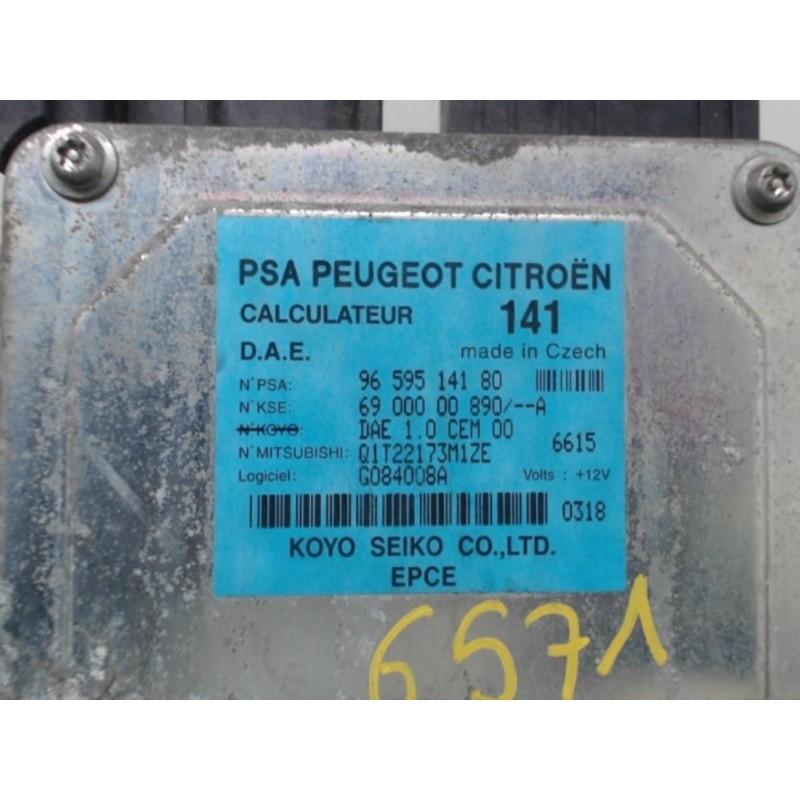 PSA PEUGEOT CITROËN
CALCULATEUR 141
D.A.E. made in Czech
N°PSA: 96 595 141 80
N°KSE: 69 000 00 890/--A
N°KOYO: DAE 1.0 CEM 00
N°MITSUBISHI: Q1T22173M1ZE 6615
Logiciel: G084008A Volts : +12V
0318
KOYO SEIKO CO.,LTD.
EPCE
6571